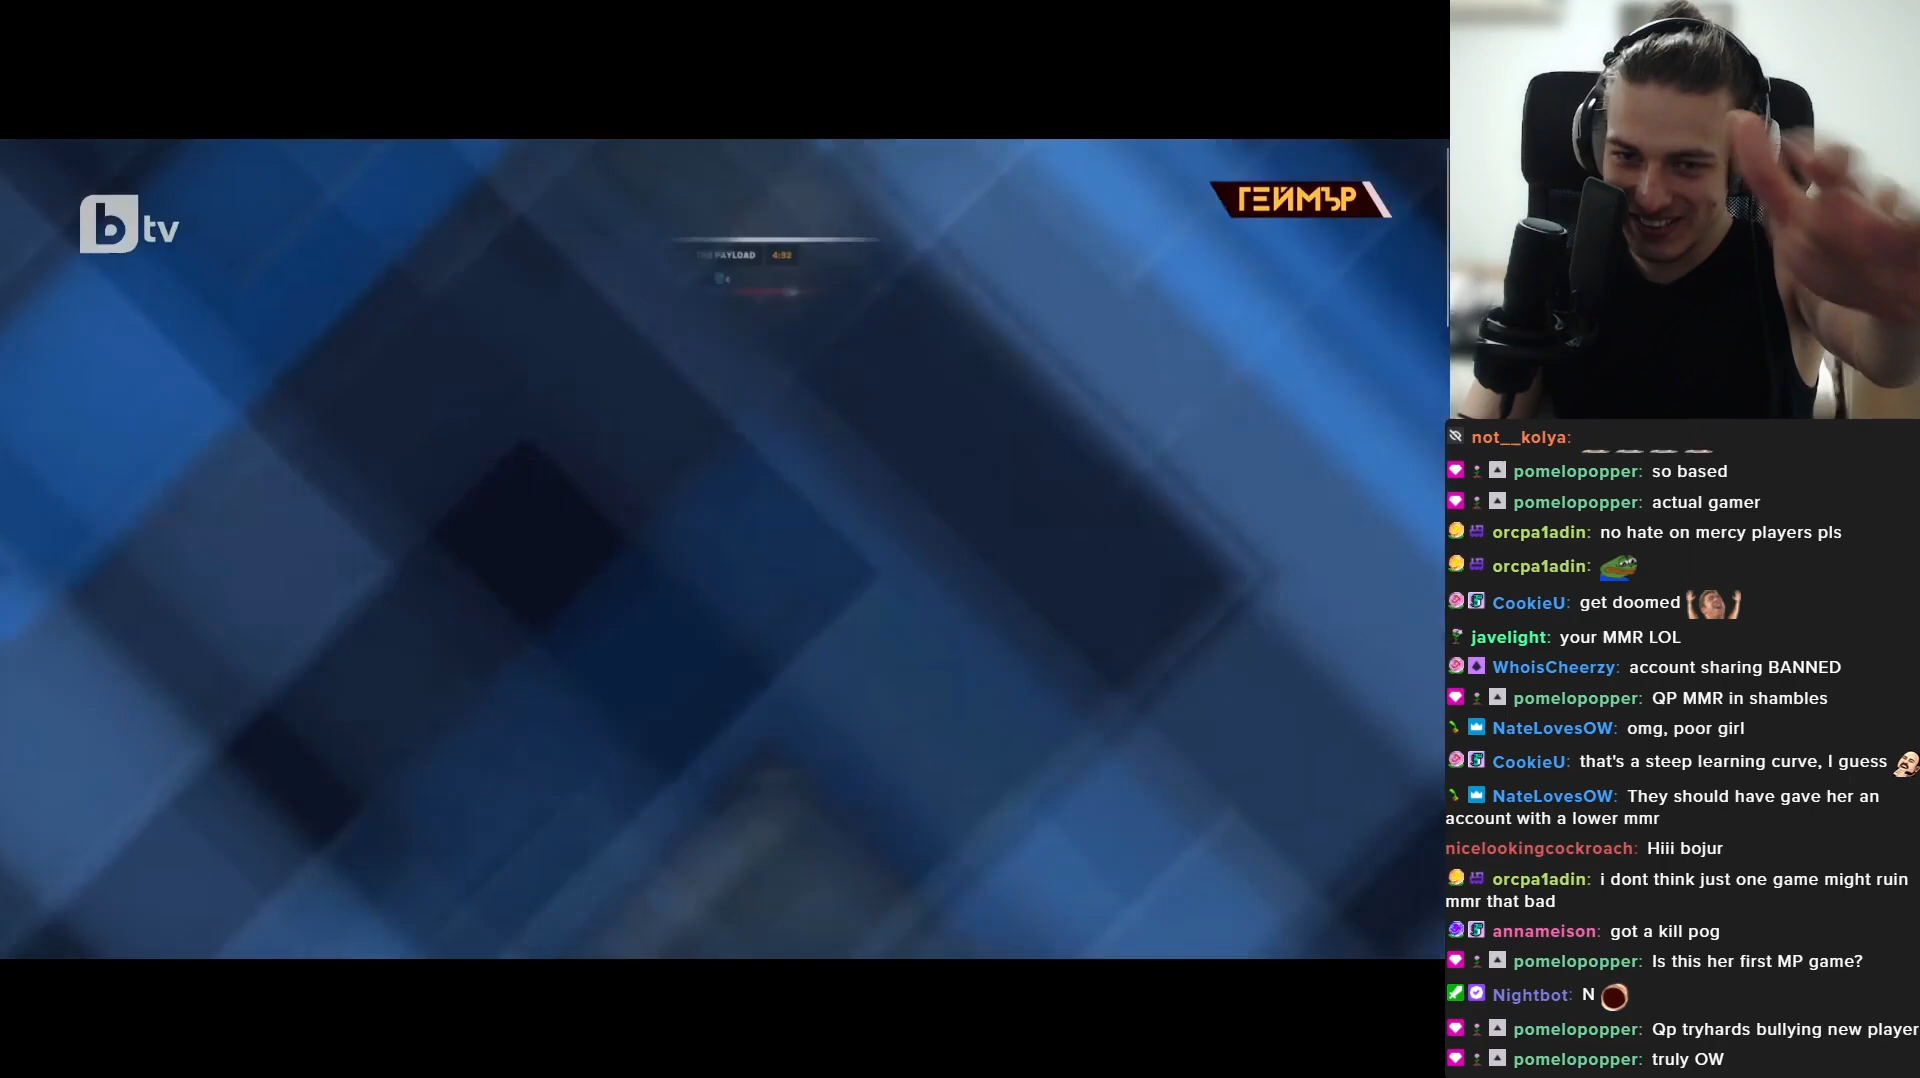 b tv
ГЕЙМЪР
THE PAYLOAD 4:32
not__kolya:
pomelopopper: so based
pomelopopper: actual gamer
orcpa1adin: no hate on mercy players pls
orcpa1adin:
CookieU: get doomed
javelight: your MMR LOL
WhoisCheerzy: account sharing BANNED
pomelopopper: QP MMR in shambles
NateLovesOW: omg, poor girl
CookieU: that's a steep learning curve, I guess
NateLovesOW: They should have gave her an
account with a lower mmr
nicelookingcockroach: Hiii bojur
orcpa1adin: i dont think just one game might ruin
mmr that bad
annameison: got a kill pog
pomelopopper: Is this her first MP game?
Nightbot: N
pomelopopper: Qp tryhards bullying new player
pomelopopper: truly OW